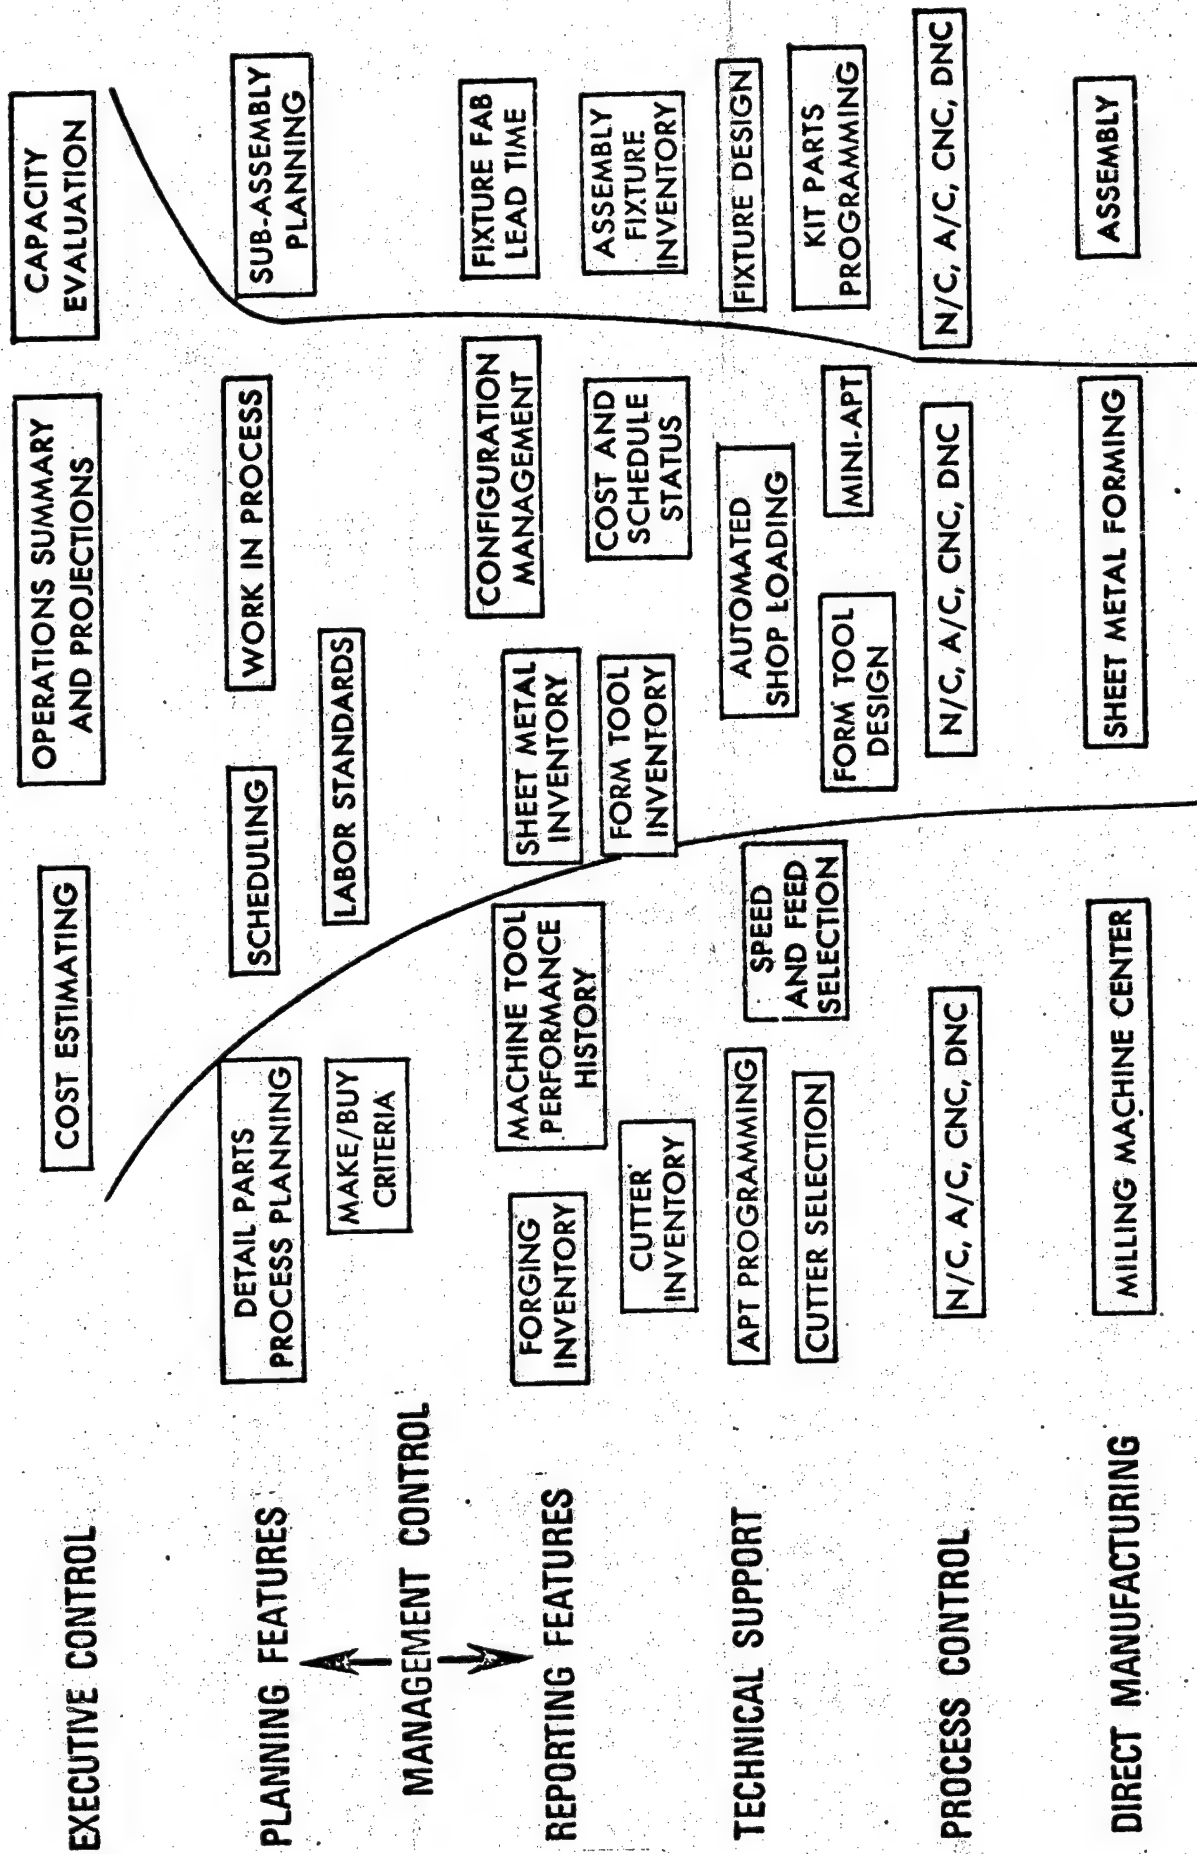 EXECUTIVE CONTROL
COST ESTIMATING
OPERATIONS SUMMARY
AND PROJECTIONS
CAPACITY
EVALUATION
PLANNING FEATURES
DETAIL PARTS
PROCESS PLANNING
SCHEDULING
WORK IN PROCESS
SUB-ASSEMBLY
PLANNING
MAKE/BUY
CRITERIA
LABOR STANDARDS
MANAGEMENT CONTROL
REPORTING FEATURES
FORGING
INVENTORY
MACHINE TOOL
PERFORMANCE
HISTORY
SHEET METAL
INVENTORY
CONFIGURATION
MANAGEMENT
FIXTURE FAB
LEAD TIME
CUTTER
INVENTORY
FORM TOOL
INVENTORY
COST AND
SCHEDULE
STATUS
ASSEMBLY
FIXTURE
INVENTORY
TECHNICAL SUPPORT
APT PROGRAMMING
SPEED
AND FEED
SELECTION
AUTOMATED
SHOP LOADING
FIXTURE DESIGN
CUTTER SELECTION
FORM TOOL
DESIGN
MINI-APT
KIT PARTS
PROGRAMMING
PROCESS CONTROL
N/C, A/C, CNC, DNC
N/C, A/C, CNC, DNC
N/C, A/C, CNC, DNC
DIRECT MANUFACTURING
MILLING MACHINE CENTER
SHEET METAL FORMING
ASSEMBLY